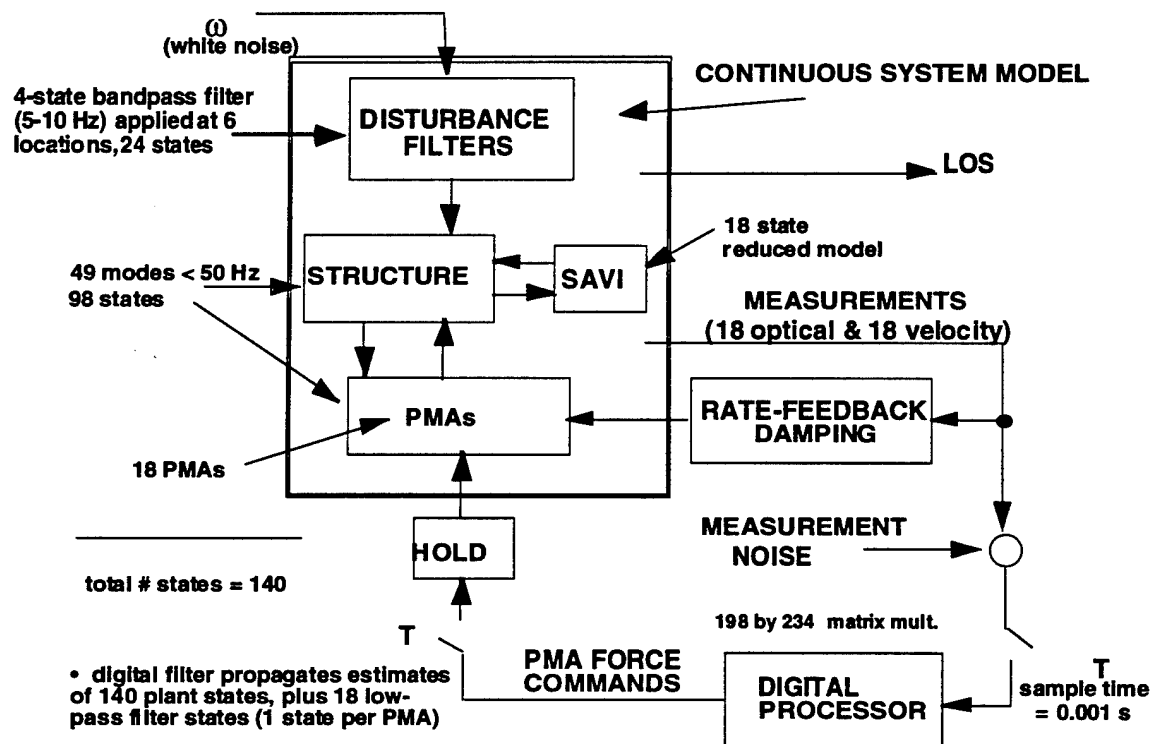 ω
(white noise)
CONTINUOUS SYSTEM MODEL
4-state bandpass filter
(5-10 Hz) applied at 6
locations,24 states
DISTURBANCE
FILTERS
LOS
18 state
reduced model
49 modes < 50 Hz
98 states
STRUCTURE
SAVI
MEASUREMENTS
(18 optical & 18 velocity)
PMAs
RATE-FEEDBACK
DAMPING
18 PMAs
MEASUREMENT
NOISE
HOLD
total # states = 140
198 by 234 matrix mult.
T
PMA FORCE
COMMANDS
DIGITAL
PROCESSOR
T
sample time
= 0.001 s
• digital filter propagates estimates
of 140 plant states, plus 18 low-
pass filter states (1 state per PMA)